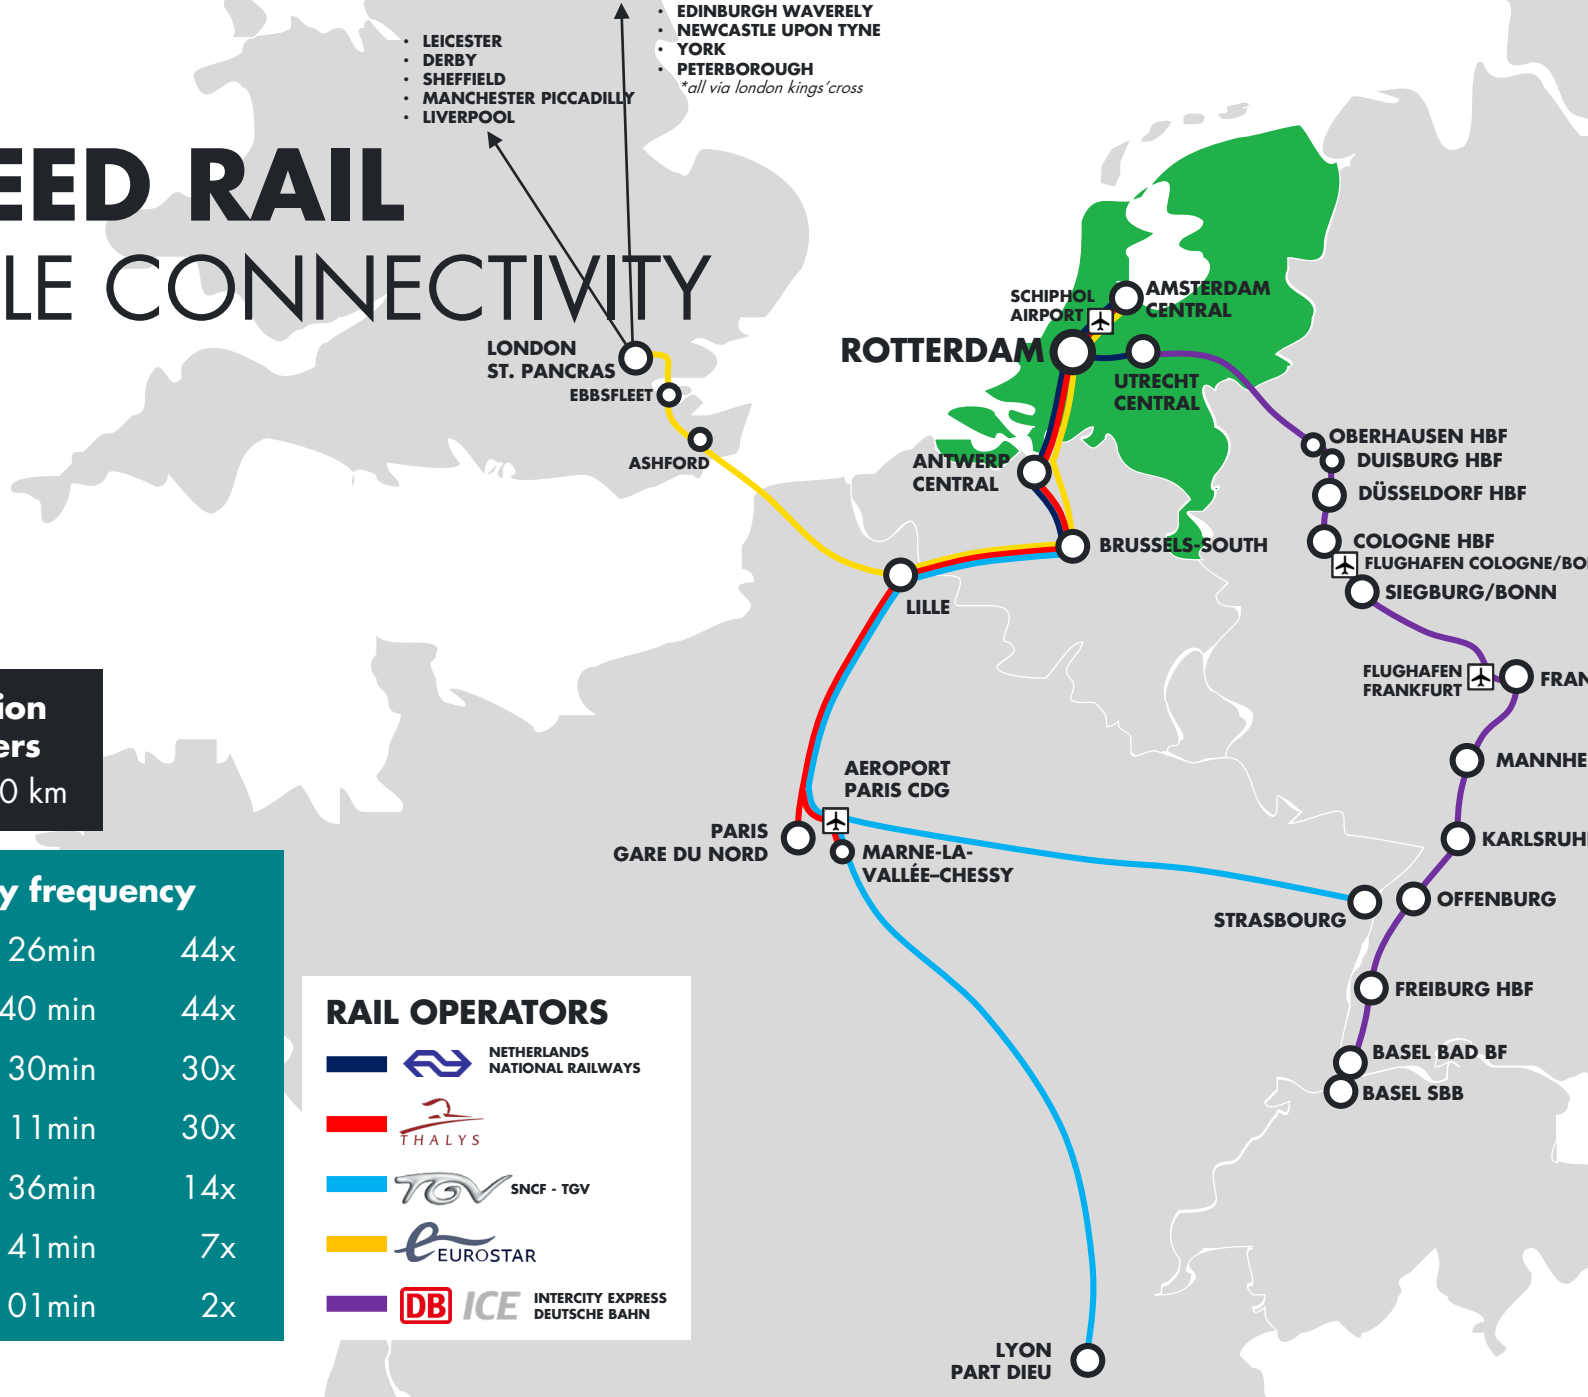 EDINBURGH WAVERELY
NEWCASTLE UPON TYNE
YORK
PETERBOROUGH
*all via london kings'cross
LEICESTER
DERBY
SHEFFIELD
MANCHESTER PICCADILLY
LIVERPOOL
EED RAIL
LE CONNECTIVITY
LONDON
ST. PANCRAS
EBBSFLEET
ASHFORD
SCHIPHOL
AIRPORT
AMSTERDAM
CENTRAL
ROTTERDAM
UTRECHT
CENTRAL
ANTWERP
CENTRAL
BRUSSELS-SOUTH
LILLE
OBERHAUSEN HBF
DUISBURG HBF
DÜSSELDORF HBF
COLOGNE HBF
FLUGHAFEN COLOGNE/BO
SIEGBURG/BONN
FLUGHAFEN
FRANKFURT
FRAN
MANNHE
KARLSRUH
OFFENBURG
STRASBOURG
FREIBURG HBF
BASEL BAD BF
BASEL SBB
AEROPORT
PARIS CDG
PARIS
GARE DU NORD
MARNE-LA-
VALLÉE–CHESSY
LYON
PART DIEU
ion
ers
0 km
y frequency
26min 44x
40 min 44x
30min 30x
11min 30x
36min 14x
41min 7x
01min 2x
RAIL OPERATORS
NETHERLANDS
NATIONAL RAILWAYS
THALYS
TGV SNCF - TGV
eEUROSTAR
DB ICE INTERCITY EXPRESS
DEUTSCHE BAHN